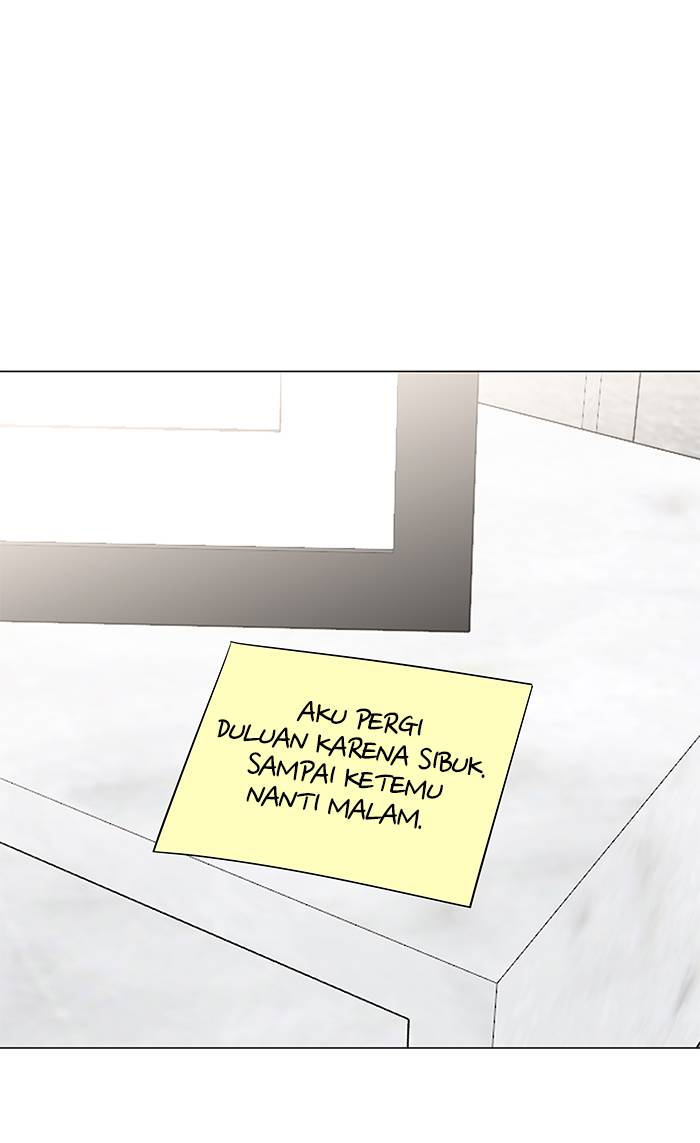 AKU PERGI
DULUAN KARENA SIBUK.
SAMPAI KETEMU
NANTI MALAM.